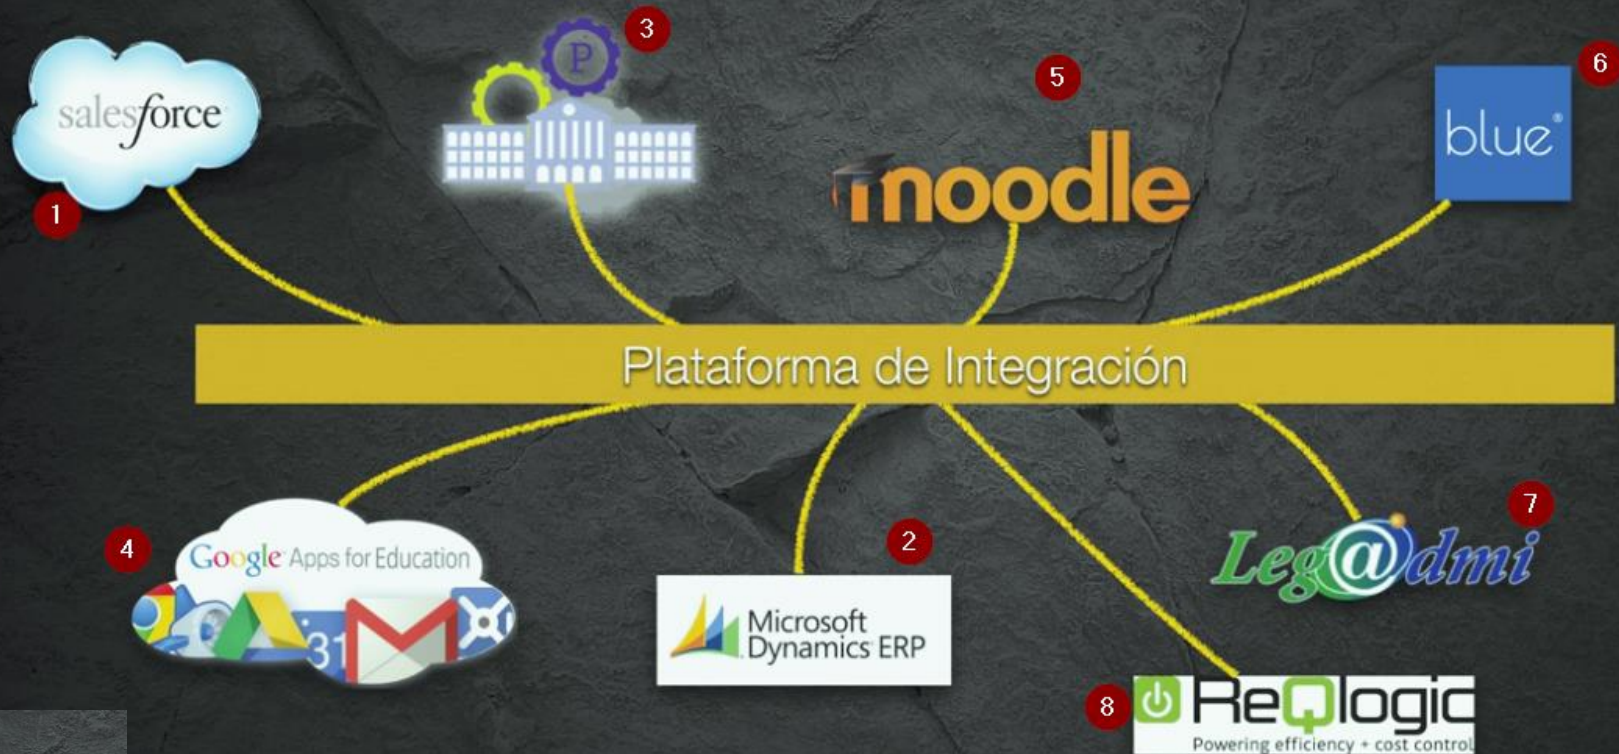 salesforce
1
P
3
moodle
5
blue®
6
Plataforma de Integración
Google Apps for Education
31
4
Microsoft
Dynamics ERP
2
Leg@dmi
7
ReQlogic
Powering efficiency + cost control
8